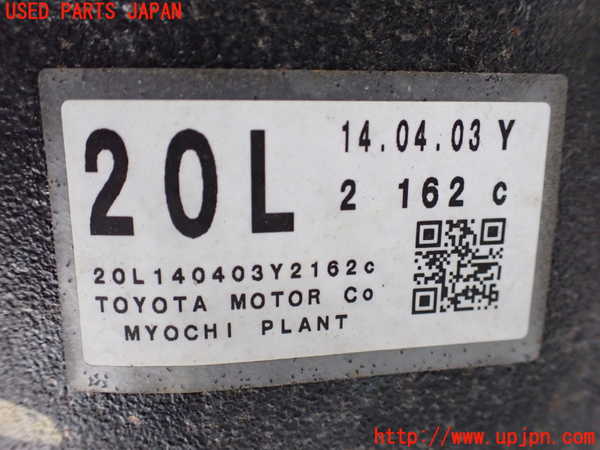 USED PARTS JAPAN
20L
14.04.03 Y
2 162 c
20L140403Y2162c
TOYOTA MOTOR Co
MYOCHI PLANT
http://www.upjpn.com/